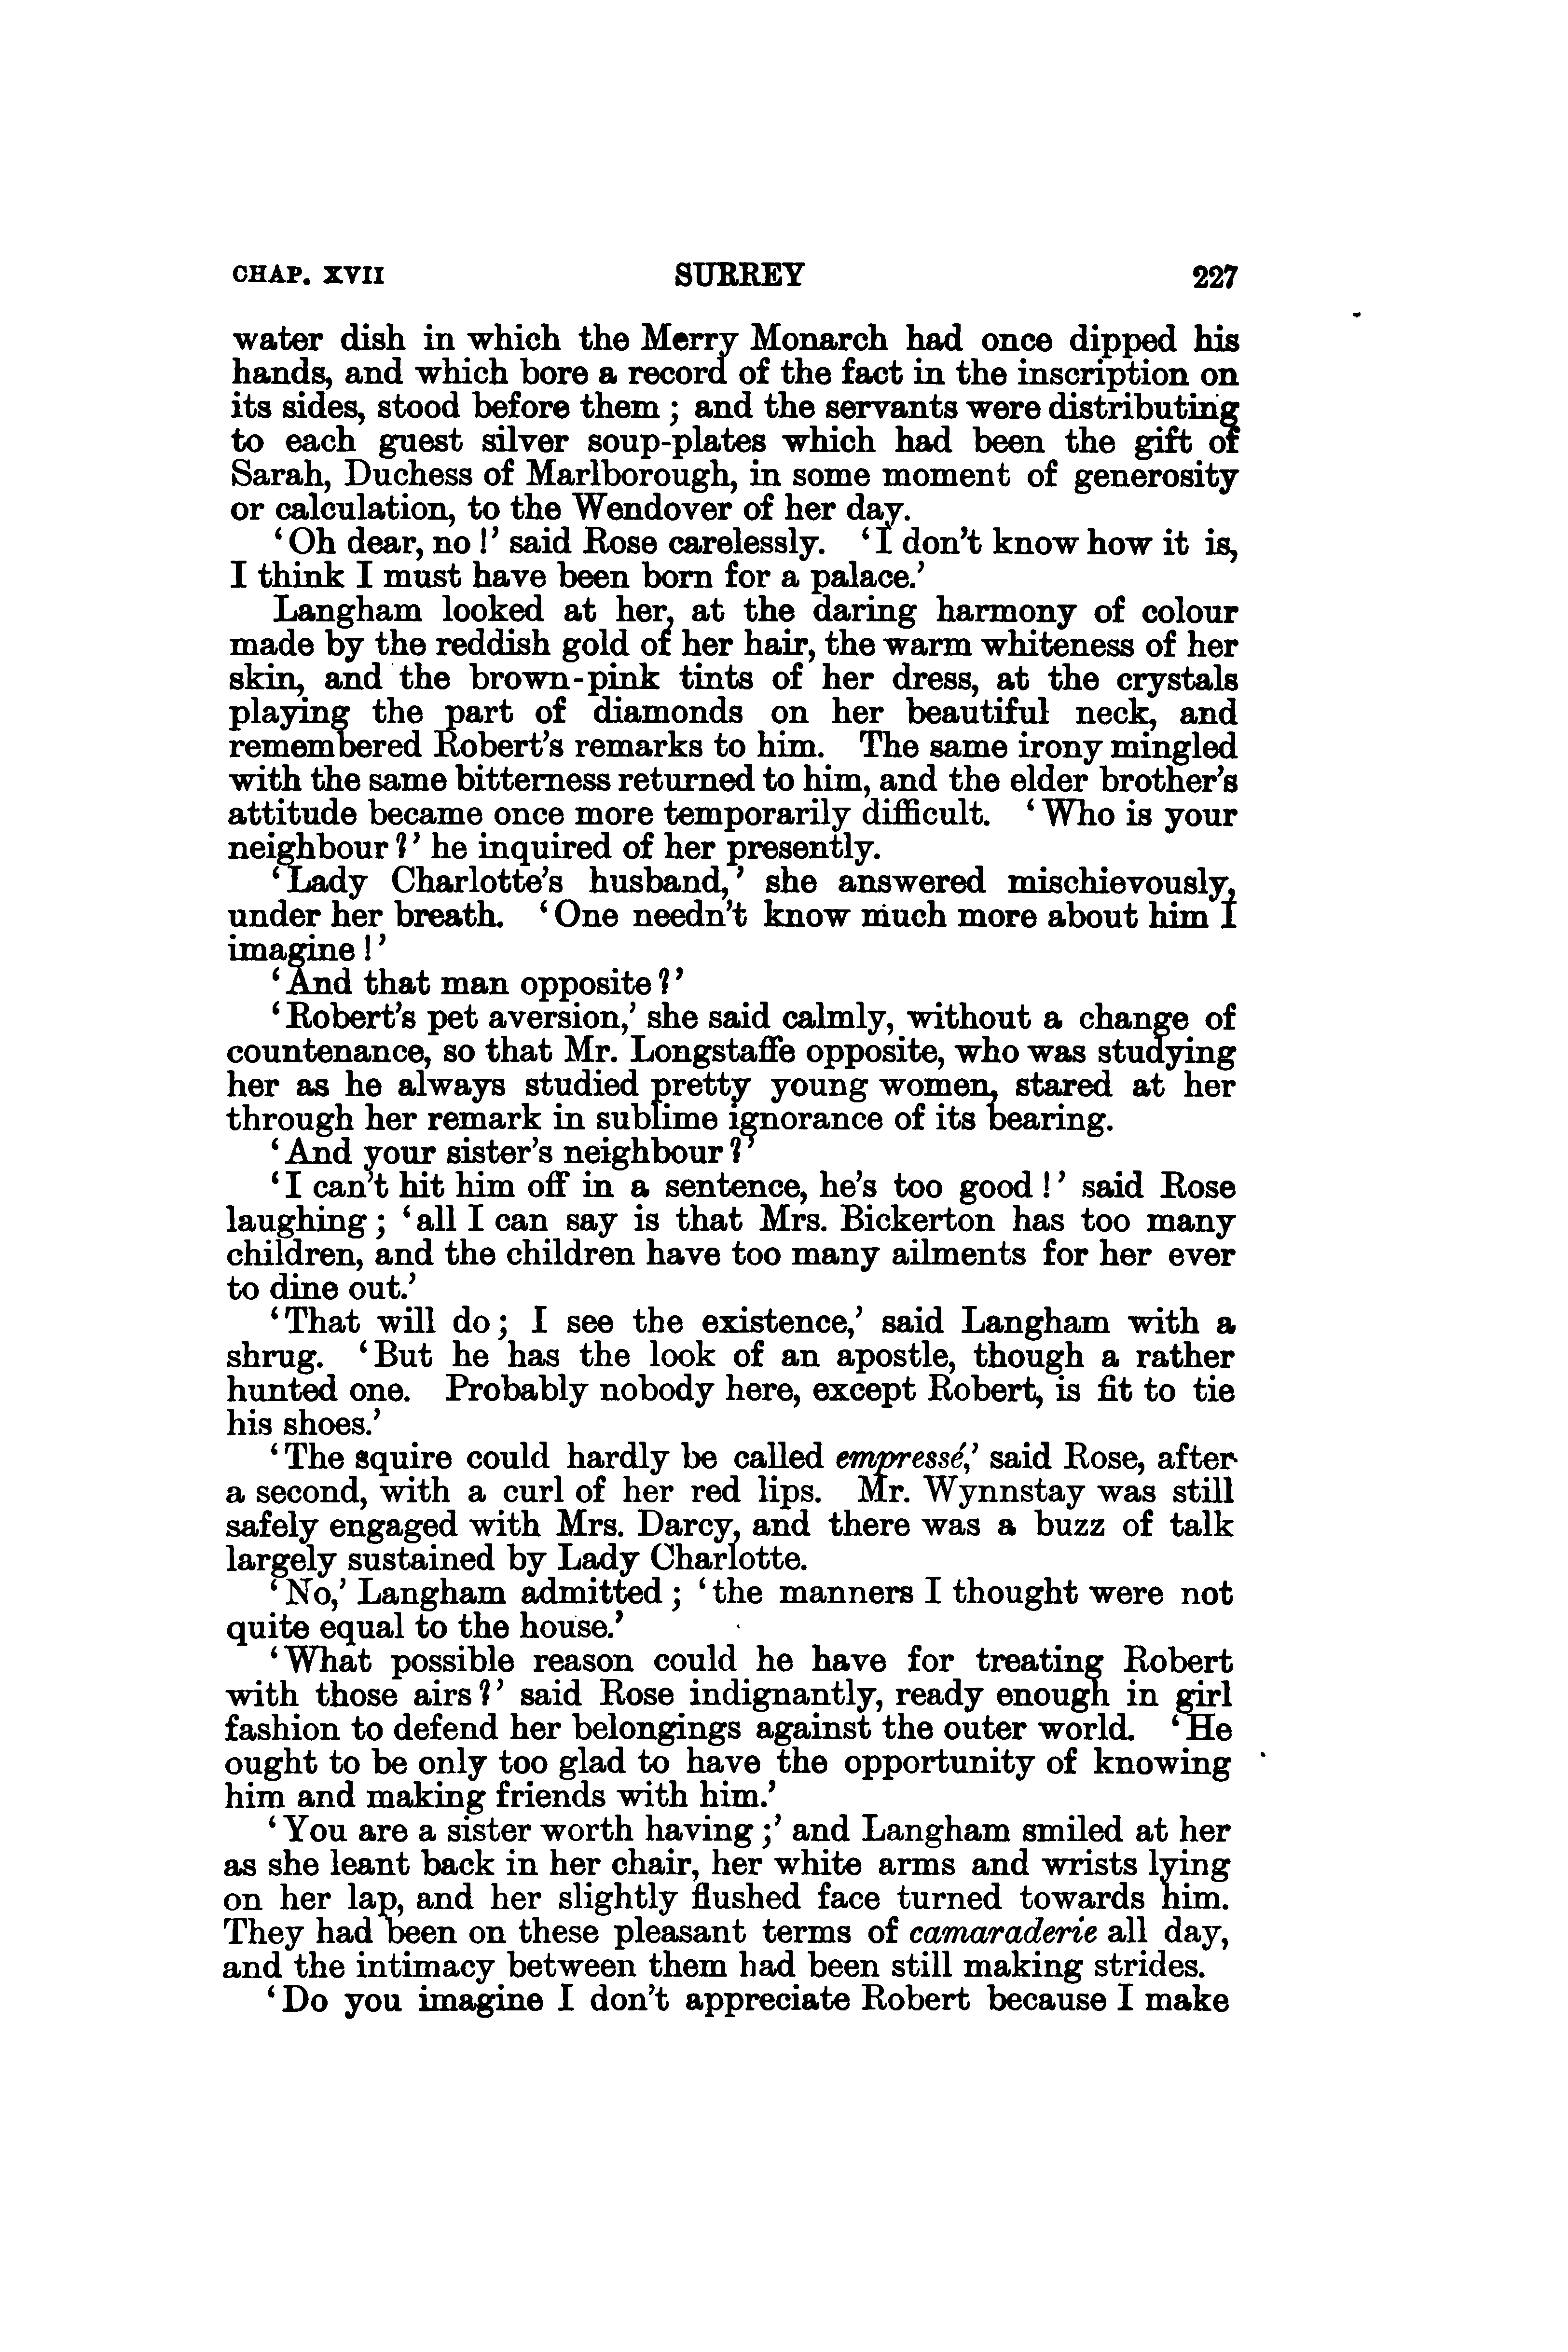 CHAP. XVII SURREY 227
water dish in which the Merry Monarch had once dipped his
hands, and which bore a record of the fact in the inscription on
its sides, stood before them ; and the servants were distributing
to each guest silver soup-plates which had been the gift of
Sarah, Duchess of Marlborough, in some moment of generosity
or calculation, to the Wendover of her day.
‘Oh dear, no !’ said Rose carelessly. ‘I don’t know how it is,
I think I must have been born for a palace.’
Langham looked at her, at the daring harmony of colour
made by the reddish gold of her hair, the warm whiteness of her
skin, and the brown-pink tints of her dress, at the crystals
playing the part of diamonds on her beautiful neck, and
remembered Robert’s remarks to him. The same irony mingled
with the same bitterness returned to him, and the elder brother’s
attitude became once more temporarily difficult. ‘Who is your
neighbour ?’ he inquired of her presently.
‘Lady Charlotte’s husband,’ she answered mischievously,
under her breath. ‘One needn’t know much more about him I
imagine !’
‘And that man opposite ?’
‘Robert’s pet aversion,’ she said calmly, without a change of
countenance, so that Mr. Longstaffe opposite, who was studying
her as he always studied pretty young women, stared at her
through her remark in sublime ignorance of its bearing.
‘And your sister’s neighbour ?’
‘I can’t hit him off in a sentence, he’s too good !’ said Rose
laughing ; ‘all I can say is that Mrs. Bickerton has too many
children, and the children have too many ailments for her ever
to dine out.’
‘That will do ; I see the existence,’ said Langham with a
shrug. ‘But he has the look of an apostle, though a rather
hunted one. Probably nobody here, except Robert, is fit to tie
his shoes.’
‘The squire could hardly be called empressé,’ said Rose, after
a second, with a curl of her red lips. Mr. Wynnstay was still
safely engaged with Mrs. Darcy, and there was a buzz of talk
largely sustained by Lady Charlotte.
‘No,’ Langham admitted ; ‘the manners I thought were not
quite equal to the house.’
‘What possible reason could he have for treating Robert
with those airs ?’ said Rose indignantly, ready enough in girl
fashion to defend her belongings against the outer world. ‘He
ought to be only too glad to have the opportunity of knowing
him and making friends with him.’
‘You are a sister worth having ;’ and Langham smiled at her
as she leant back in her chair, her white arms and wrists lying
on her lap, and her slightly flushed face turned towards him.
They had been on these pleasant terms of camaraderie all day,
and the intimacy between them had been still making strides.
‘Do you imagine I don’t appreciate Robert because I make